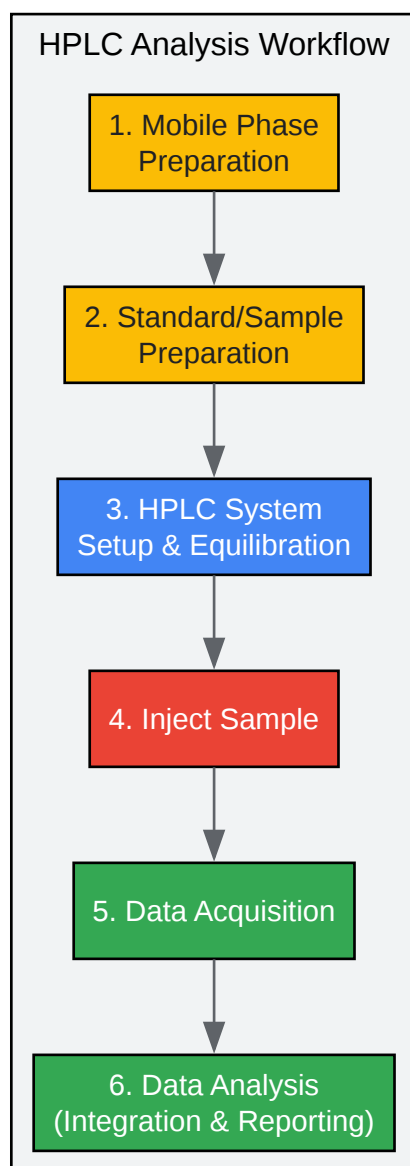 HPLC Analysis Workflow
1. Mobile Phase
Preparation
2. Standard/Sample
Preparation
3. HPLC System
Setup & Equilibration
4. Inject Sample
5. Data Acquisition
6. Data Analysis
(Integration & Reporting)